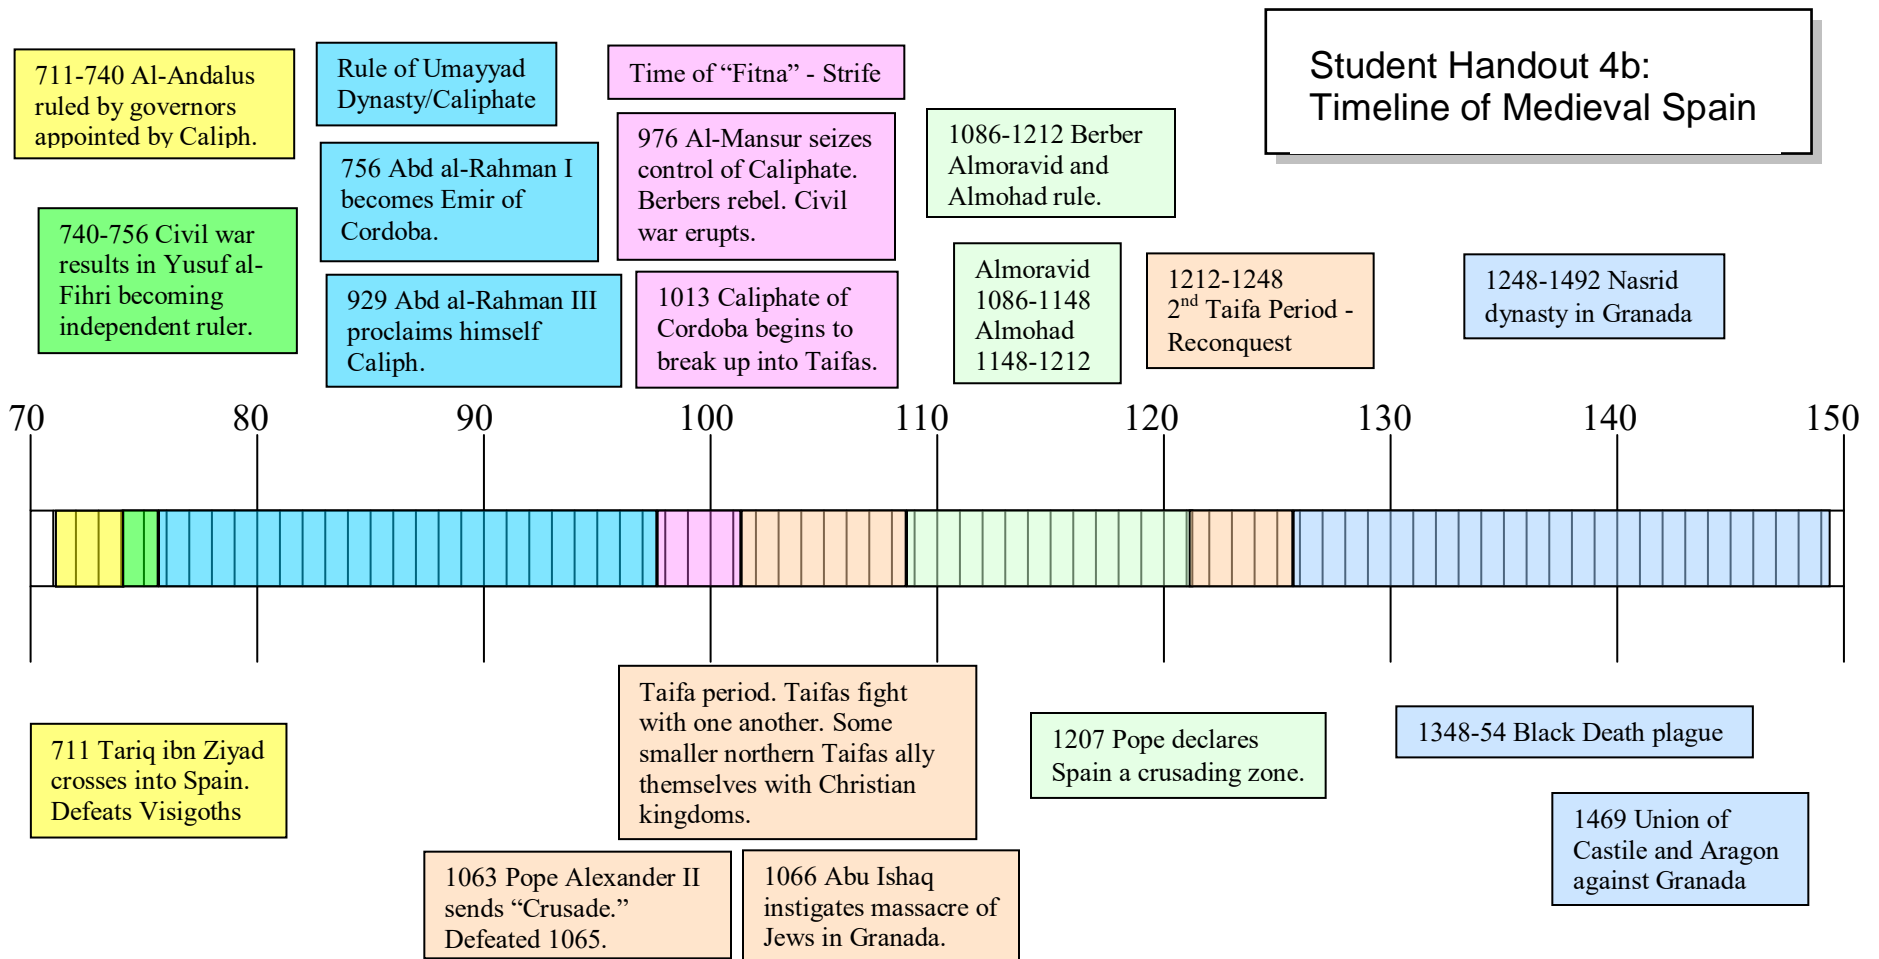 Student Handout 4b:
Timeline of Medieval Spain
711-740 Al-Andalus
ruled by governors
appointed by Caliph.
740-756 Civil war
results in Yusuf al-
Fihri becoming
independent ruler.
Rule of Umayyad
Dynasty/Caliphate
756 Abd al-Rahman I
becomes Emir of
Cordoba.
929 Abd al-Rahman III
proclaims himself
Caliph.
Time of “Fitna” - Strife
976 Al-Mansur seizes
control of Caliphate.
Berbers rebel. Civil
war erupts.
1013 Caliphate of
Cordoba begins to
break up into Taifas.
1086-1212 Berber
Almoravid and
Almohad rule.
Almoravid
1086-1148
Almohad
1148-1212
1212-1248
2nd Taifa Period -
Reconquest
1248-1492 Nasrid
dynasty in Granada
70 80 90 100 110 120 130 140 150
711 Tariq ibn Ziyad
crosses into Spain.
Defeats Visigoths
Taifa period. Taifas fight
with one another. Some
smaller northern Taifas ally
themselves with Christian
kingdoms.
1063 Pope Alexander II
sends “Crusade.”
Defeated 1065.
1066 Abu Ishaq
instigates massacre of
Jews in Granada.
1207 Pope declares
Spain a crusading zone.
1348-54 Black Death plague
1469 Union of
Castile and Aragon
against Granada